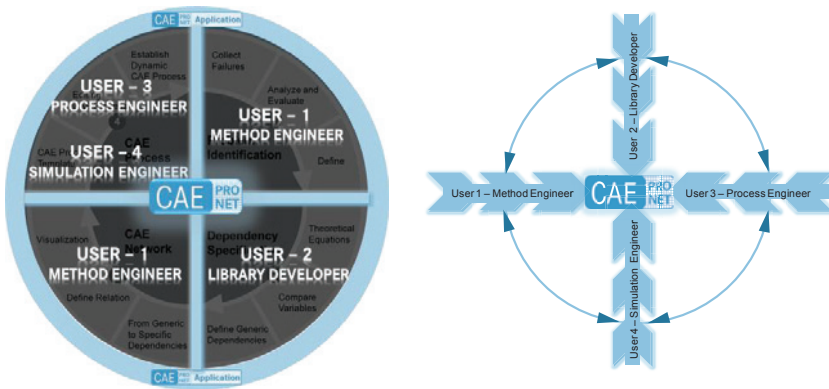 CAE PRO NET Application
Establish
Dynamic
CAE Process
Collect
Failures
USER – 3
PROCESS ENGINEER
Analyze and
Evaluate
USER – 1
METHOD ENGINEER
4
CAE
Process
Identification
Define
USER – 4
SIMULATION ENGINEER
CAE PRO NET
Visualization
CAE
Network
Dependency
Theoretical
Equations
USER – 1
METHOD ENGINEER
USER – 2
LIBRARY DEVELOPER
Define Relation
Compare
Variables
From Generic
to Specific
Dependencies
Define Generic
Dependencies
CAE PRO NET Application
User 2 – Library Developer
User 1 – Method Engineer
CAE PRO NET
User 3 – Process Engineer
User 4 – Simulation Engineer